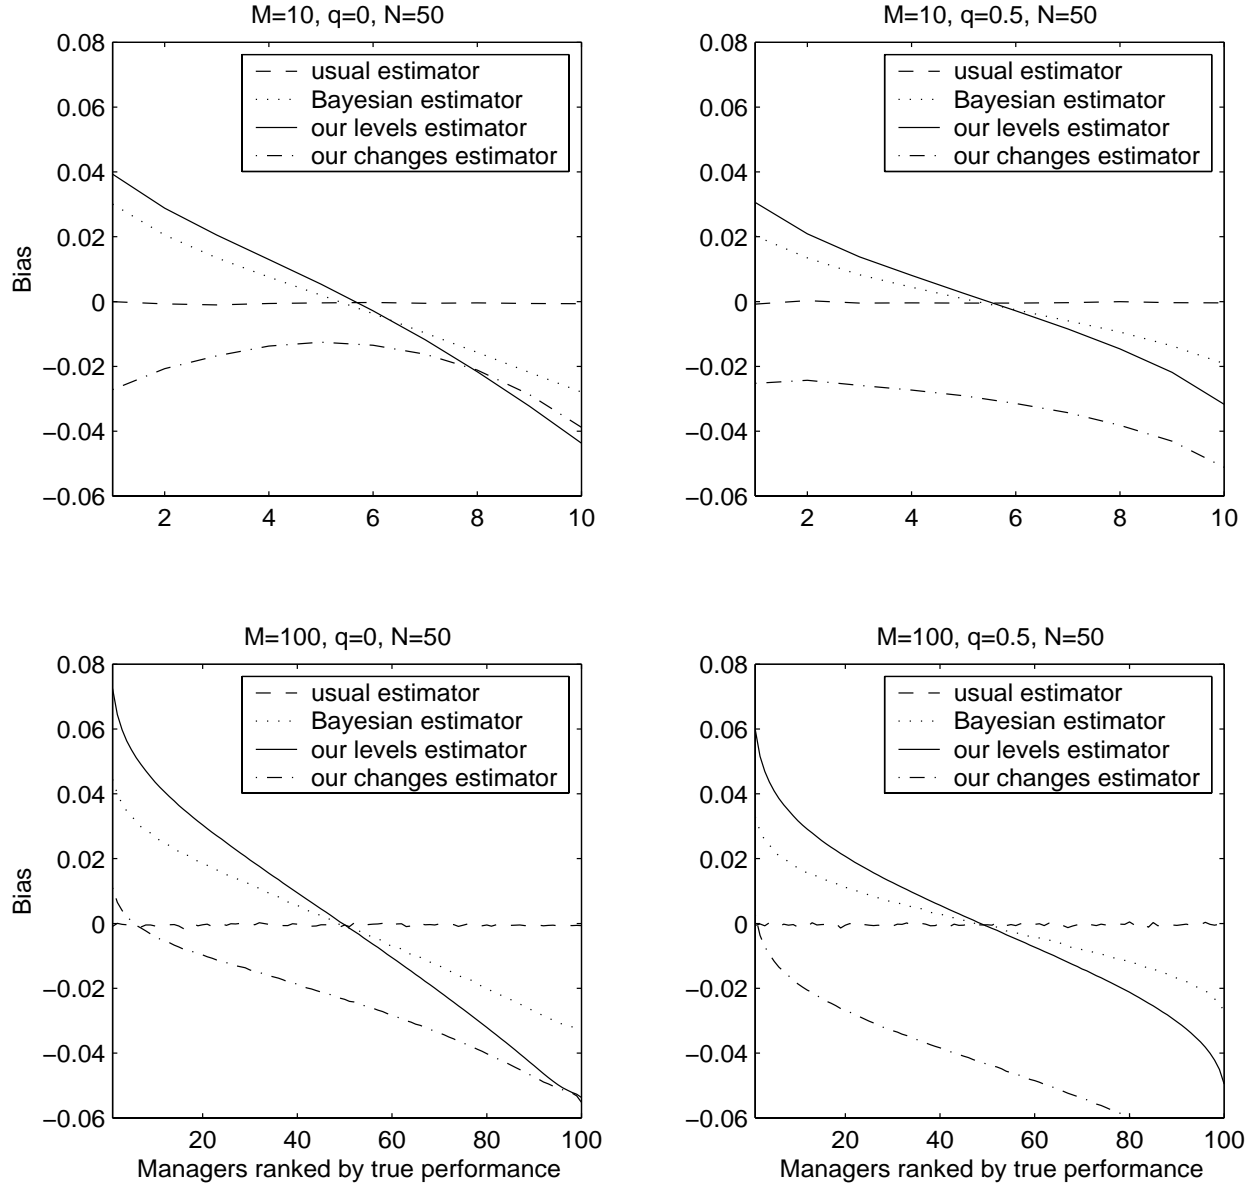 M=10, q=0, N=50
0.08
0.06
0.04
0.02
0
−0.02
−0.04
−0.06
Bias
usual estimator
Bayesian estimator
our levels estimator
our changes estimator
2 4 6 8 10
M=10, q=0.5, N=50
0.08
0.06
0.04
0.02
0
−0.02
−0.04
−0.06
usual estimator
Bayesian estimator
our levels estimator
our changes estimator
2 4 6 8 10
M=100, q=0, N=50
0.08
0.06
0.04
0.02
0
−0.02
−0.04
−0.06
Bias
usual estimator
Bayesian estimator
our levels estimator
our changes estimator
20 40 60 80 100
Managers ranked by true performance
M=100, q=0.5, N=50
0.08
0.06
0.04
0.02
0
−0.02
−0.04
−0.06
usual estimator
Bayesian estimator
our levels estimator
our changes estimator
20 40 60 80 100
Managers ranked by true performance